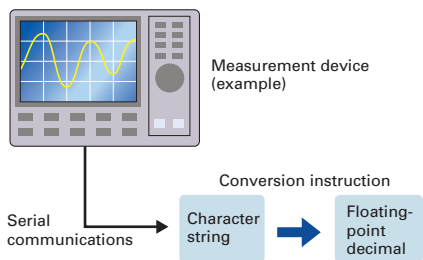 Measurement device
(example)
Conversion instruction
Serial
communications
Character
string
Floating-
point
decimal